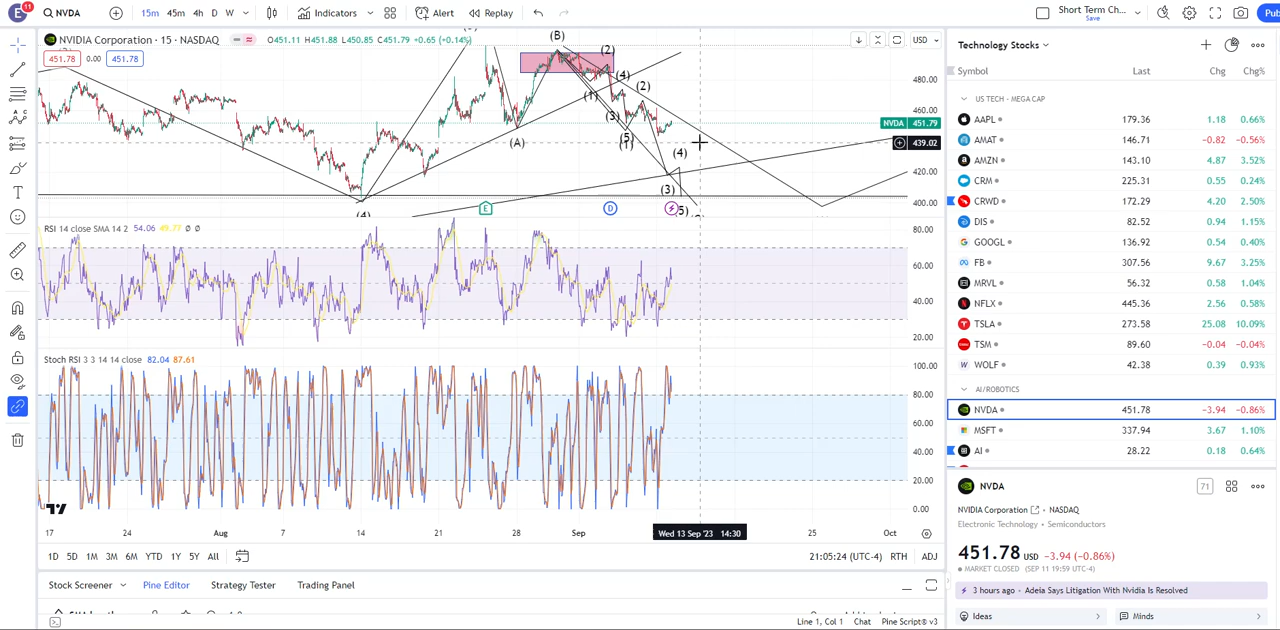 E 11 NVDA 15m 45m 4h D W Indicators Alert Replay Short Term Ch... Save Pub
NVIDIA Corporation · 15 · NASDAQ O451.11 H451.88 L450.85 C451.79 +0.65 (+0.14%) USD
451.78 0.00 451.78
(B)
(2)
(4)
(1)
(2)
(3)
(5)
(1)
(A)
(4)
(3)
(5)
(4)
480.00
460.00
NVDA 451.79
439.02
420.00
400.00
E D
RSI 14 close SMA 14 2 54.06 49.77 Ø Ø
80.00
60.00
40.00
20.00
Stoch RSI 3 3 14 14 close 82.04 87.61
100.00
80.00
60.00
40.00
20.00
0.00
17 24 Aug 7 14 21 28 Sep Wed 13 Sep '23 14:30 25 Oct
1D 5D 1M 3M 6M YTD 1Y 5Y All 21:05:24 (UTC-4) RTH ADJ
Stock Screener Pine Editor Strategy Tester Trading Panel
Line 1, Col 1 Chat Pine Script® v3
Technology Stocks
Symbol Last Chg Chg%
US TECH - MEGA CAP
AAPL 179.36 1.18 0.66%
AMAT 146.71 −0.82 −0.56%
AMZN 143.10 4.87 3.52%
CRM 225.31 0.55 0.24%
CRWD 172.29 4.20 2.50%
DIS 82.52 0.94 1.15%
GOOGL 136.92 0.54 0.40%
FB 307.56 9.67 3.25%
MRVL 56.32 0.58 1.04%
NFLX 445.36 2.56 0.58%
TSLA 273.58 25.08 10.09%
TSM 89.60 −0.04 −0.04%
WOLF 42.38 0.39 0.93%
AI/ROBOTICS
NVDA 451.78 −3.94 −0.86%
MSFT 337.94 3.67 1.10%
AI 28.22 0.18 0.64%
NVDA 71
NVIDIA Corporation · NASDAQ
Electronic Technology • Semiconductors
451.78 USD −3.94 (−0.86%)
MARKET CLOSED (SEP 11 19:59 UTC-4)
3 hours ago · Adeia Says Litigation With Nvidia Is Resolved
Ideas Minds